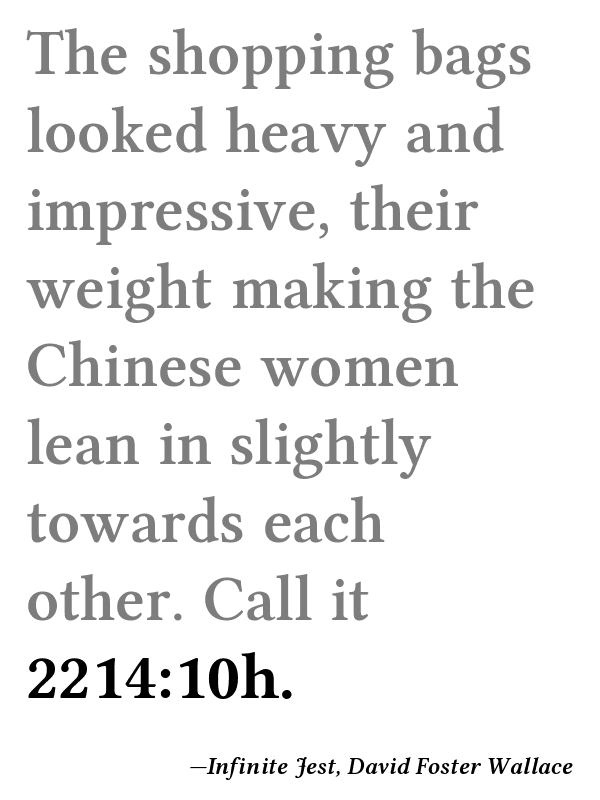 The shopping bags
looked heavy and
impressive, their
weight making the
Chinese women
lean in slightly
towards each
other. Call it
2214:10h.
—Infinite Jest, David Foster Wallace